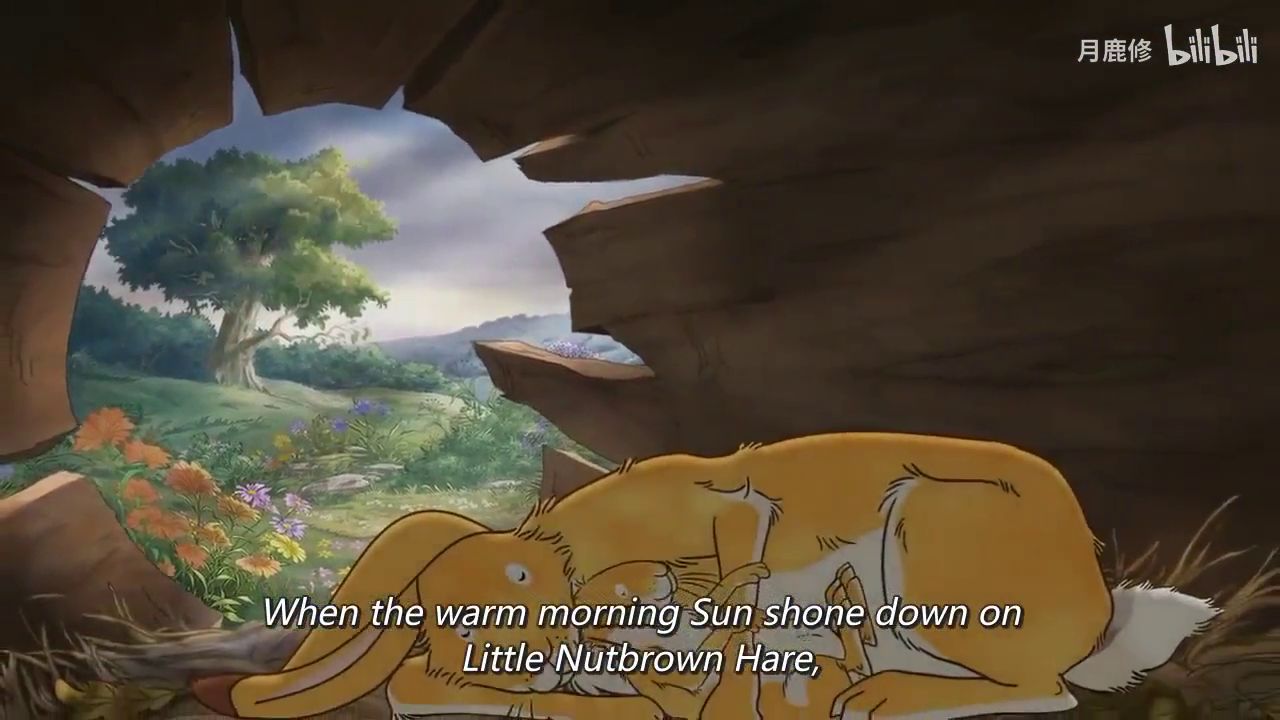 月鹿修 bilibili
When the warm morning Sun shone down on
Little Nutbrown Hare,